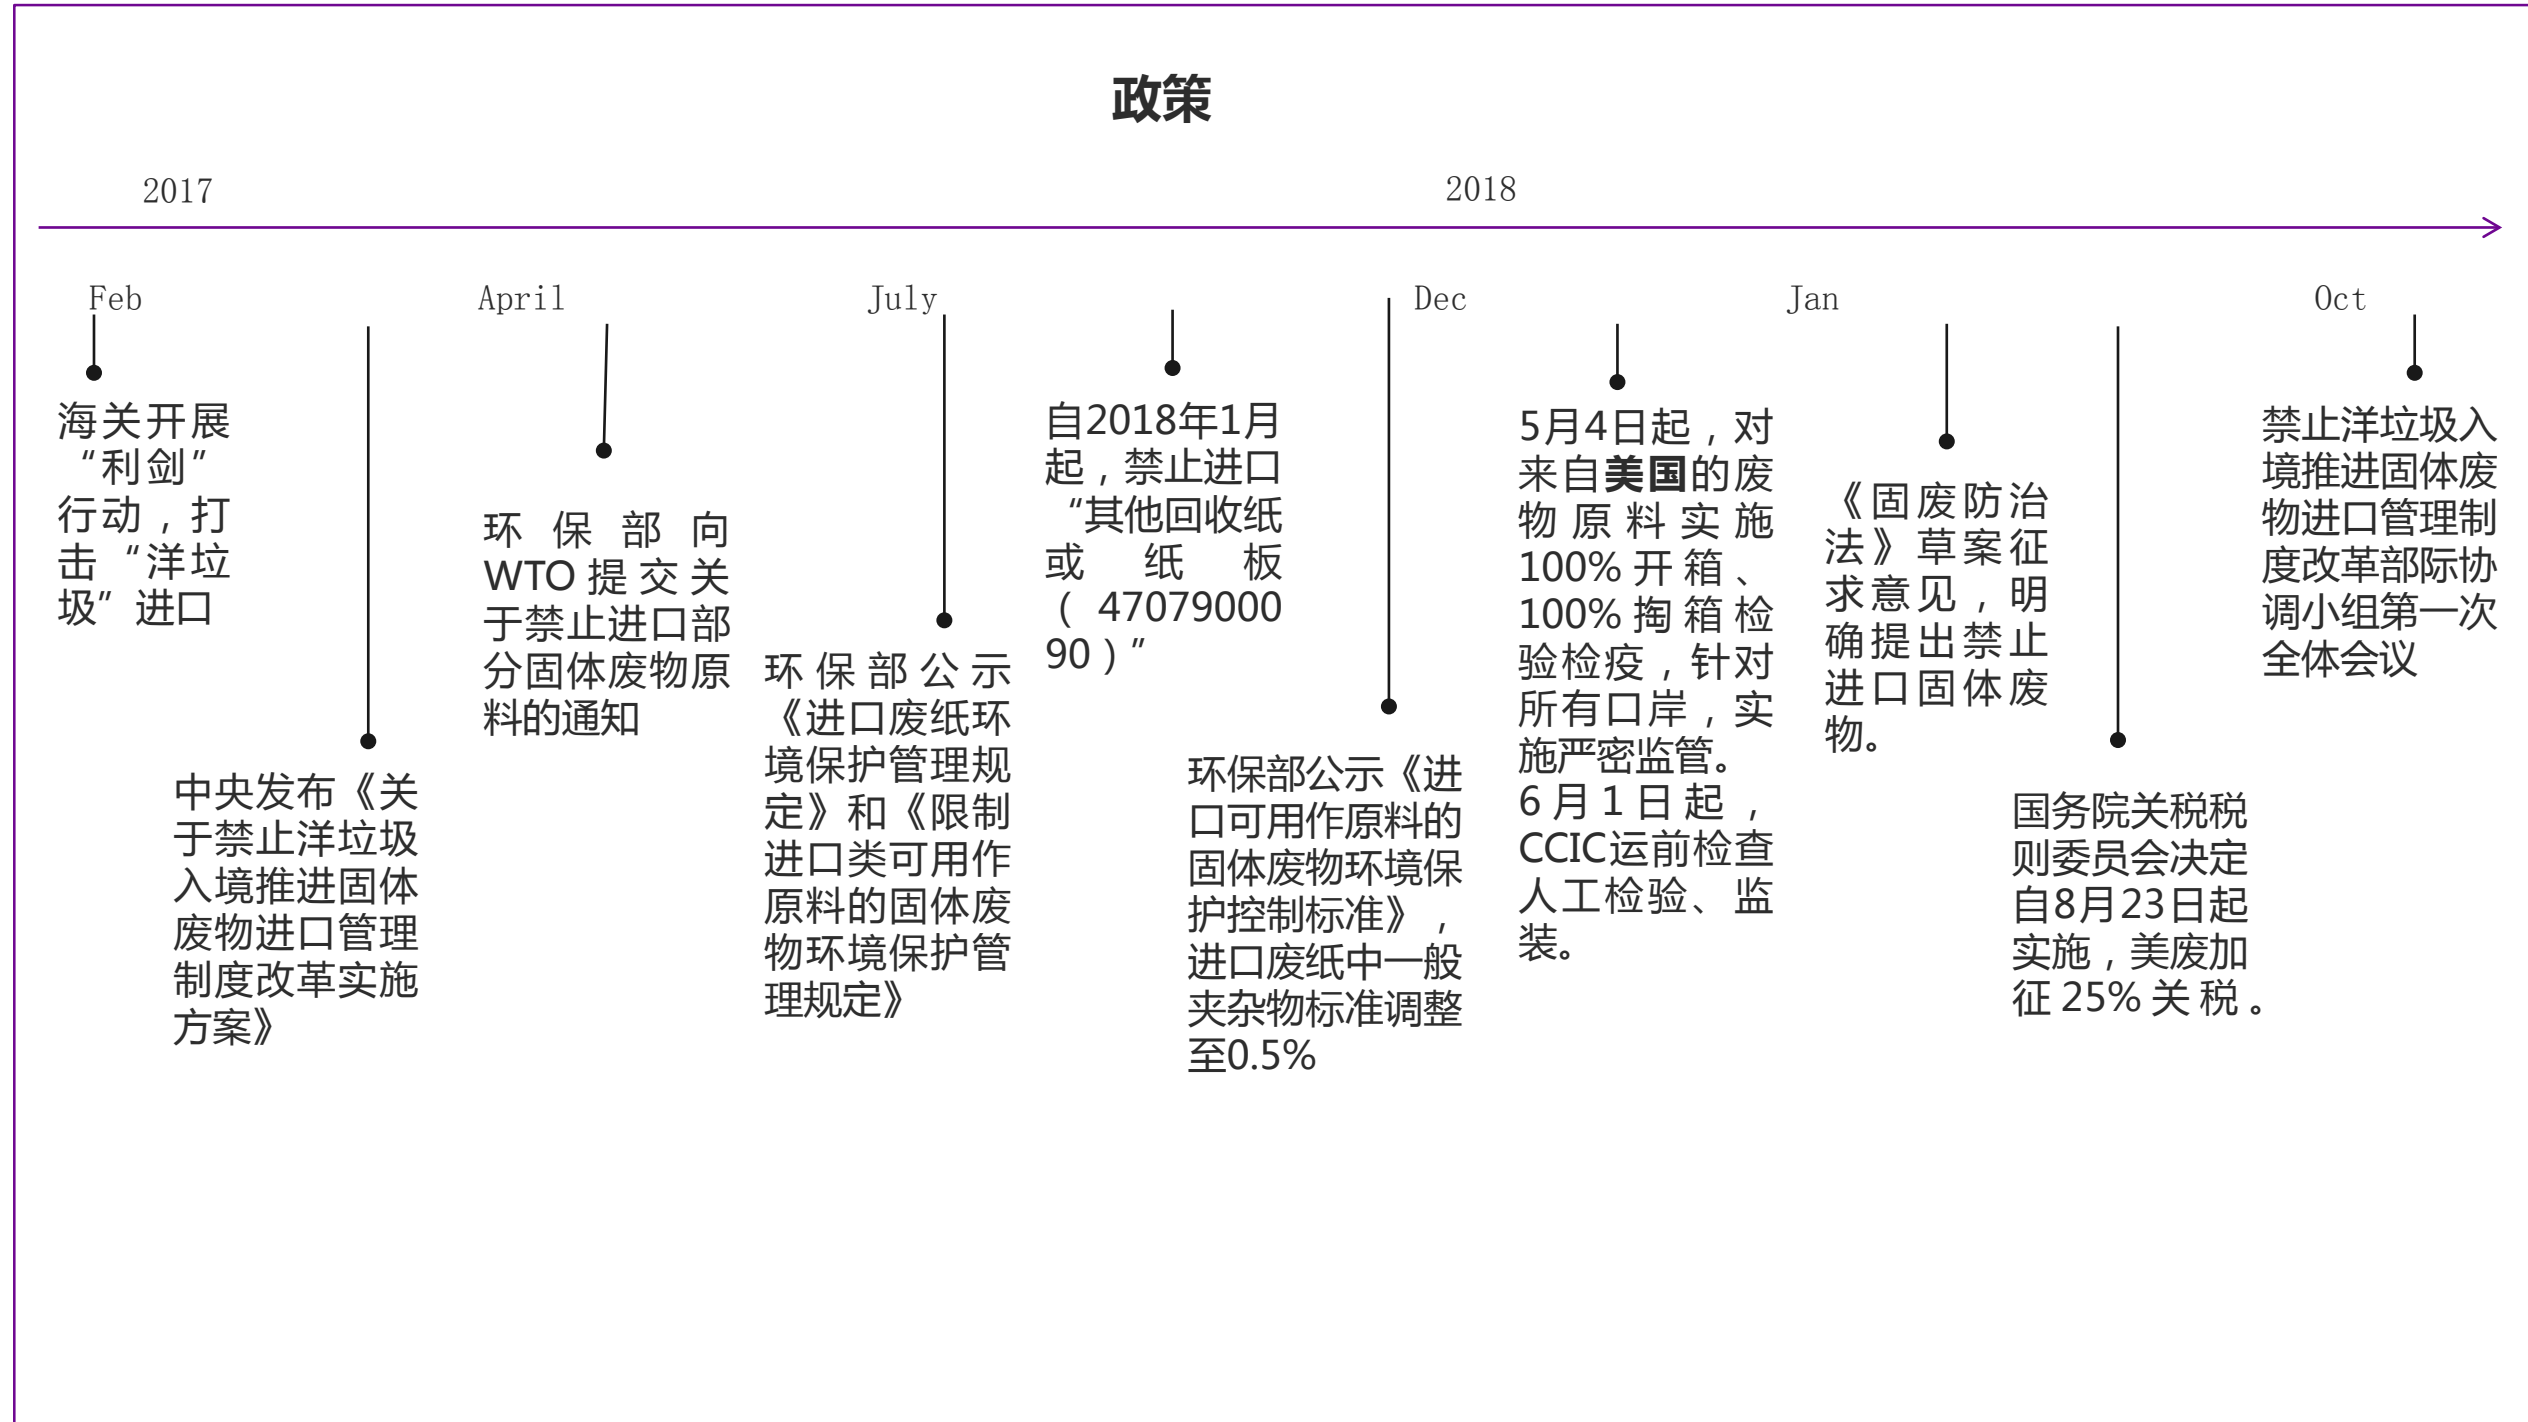 政策
2017
2018
Feb
April
July
Dec
Jan
Oct
海关开展
“利剑”
行动，打
击“洋垃
圾”进口
中央发布《关
于禁止洋垃圾
入境推进固体
废物进口管理
制度改革实施
方案》
环保部向
WTO提交关
于禁止进口部
分固体废物原
料的通知
环保部公示
《进口废纸环
境保护管理规
定》和《限制
进口类可用作
原料的固体废
物环境保护管
理规定》
自2018年1月
起，禁止进口
“其他回收纸
或纸板
（47079000
90）”
环保部公示《进
口可用作原料的
固体废物环境保
护控制标准》，
进口废纸中一般
夹杂物标准调整
至0.5%
5月4日起，对
来自美国的废
物原料实施
100%开箱、
100%掏箱检
验检疫，针对
所有口岸，实
施严密监管。
6月1日起，
CCIC运前检查
人工检验、监
装。
《固废防治
法》草案征
求意见，明
确提出禁止
进口固体废
物。
国务院关税税
则委员会决定
自8月23日起
实施，美废加
征25%关税。
禁止洋垃圾入
境推进固体废
物进口管理制
度改革部际协
调小组第一次
全体会议